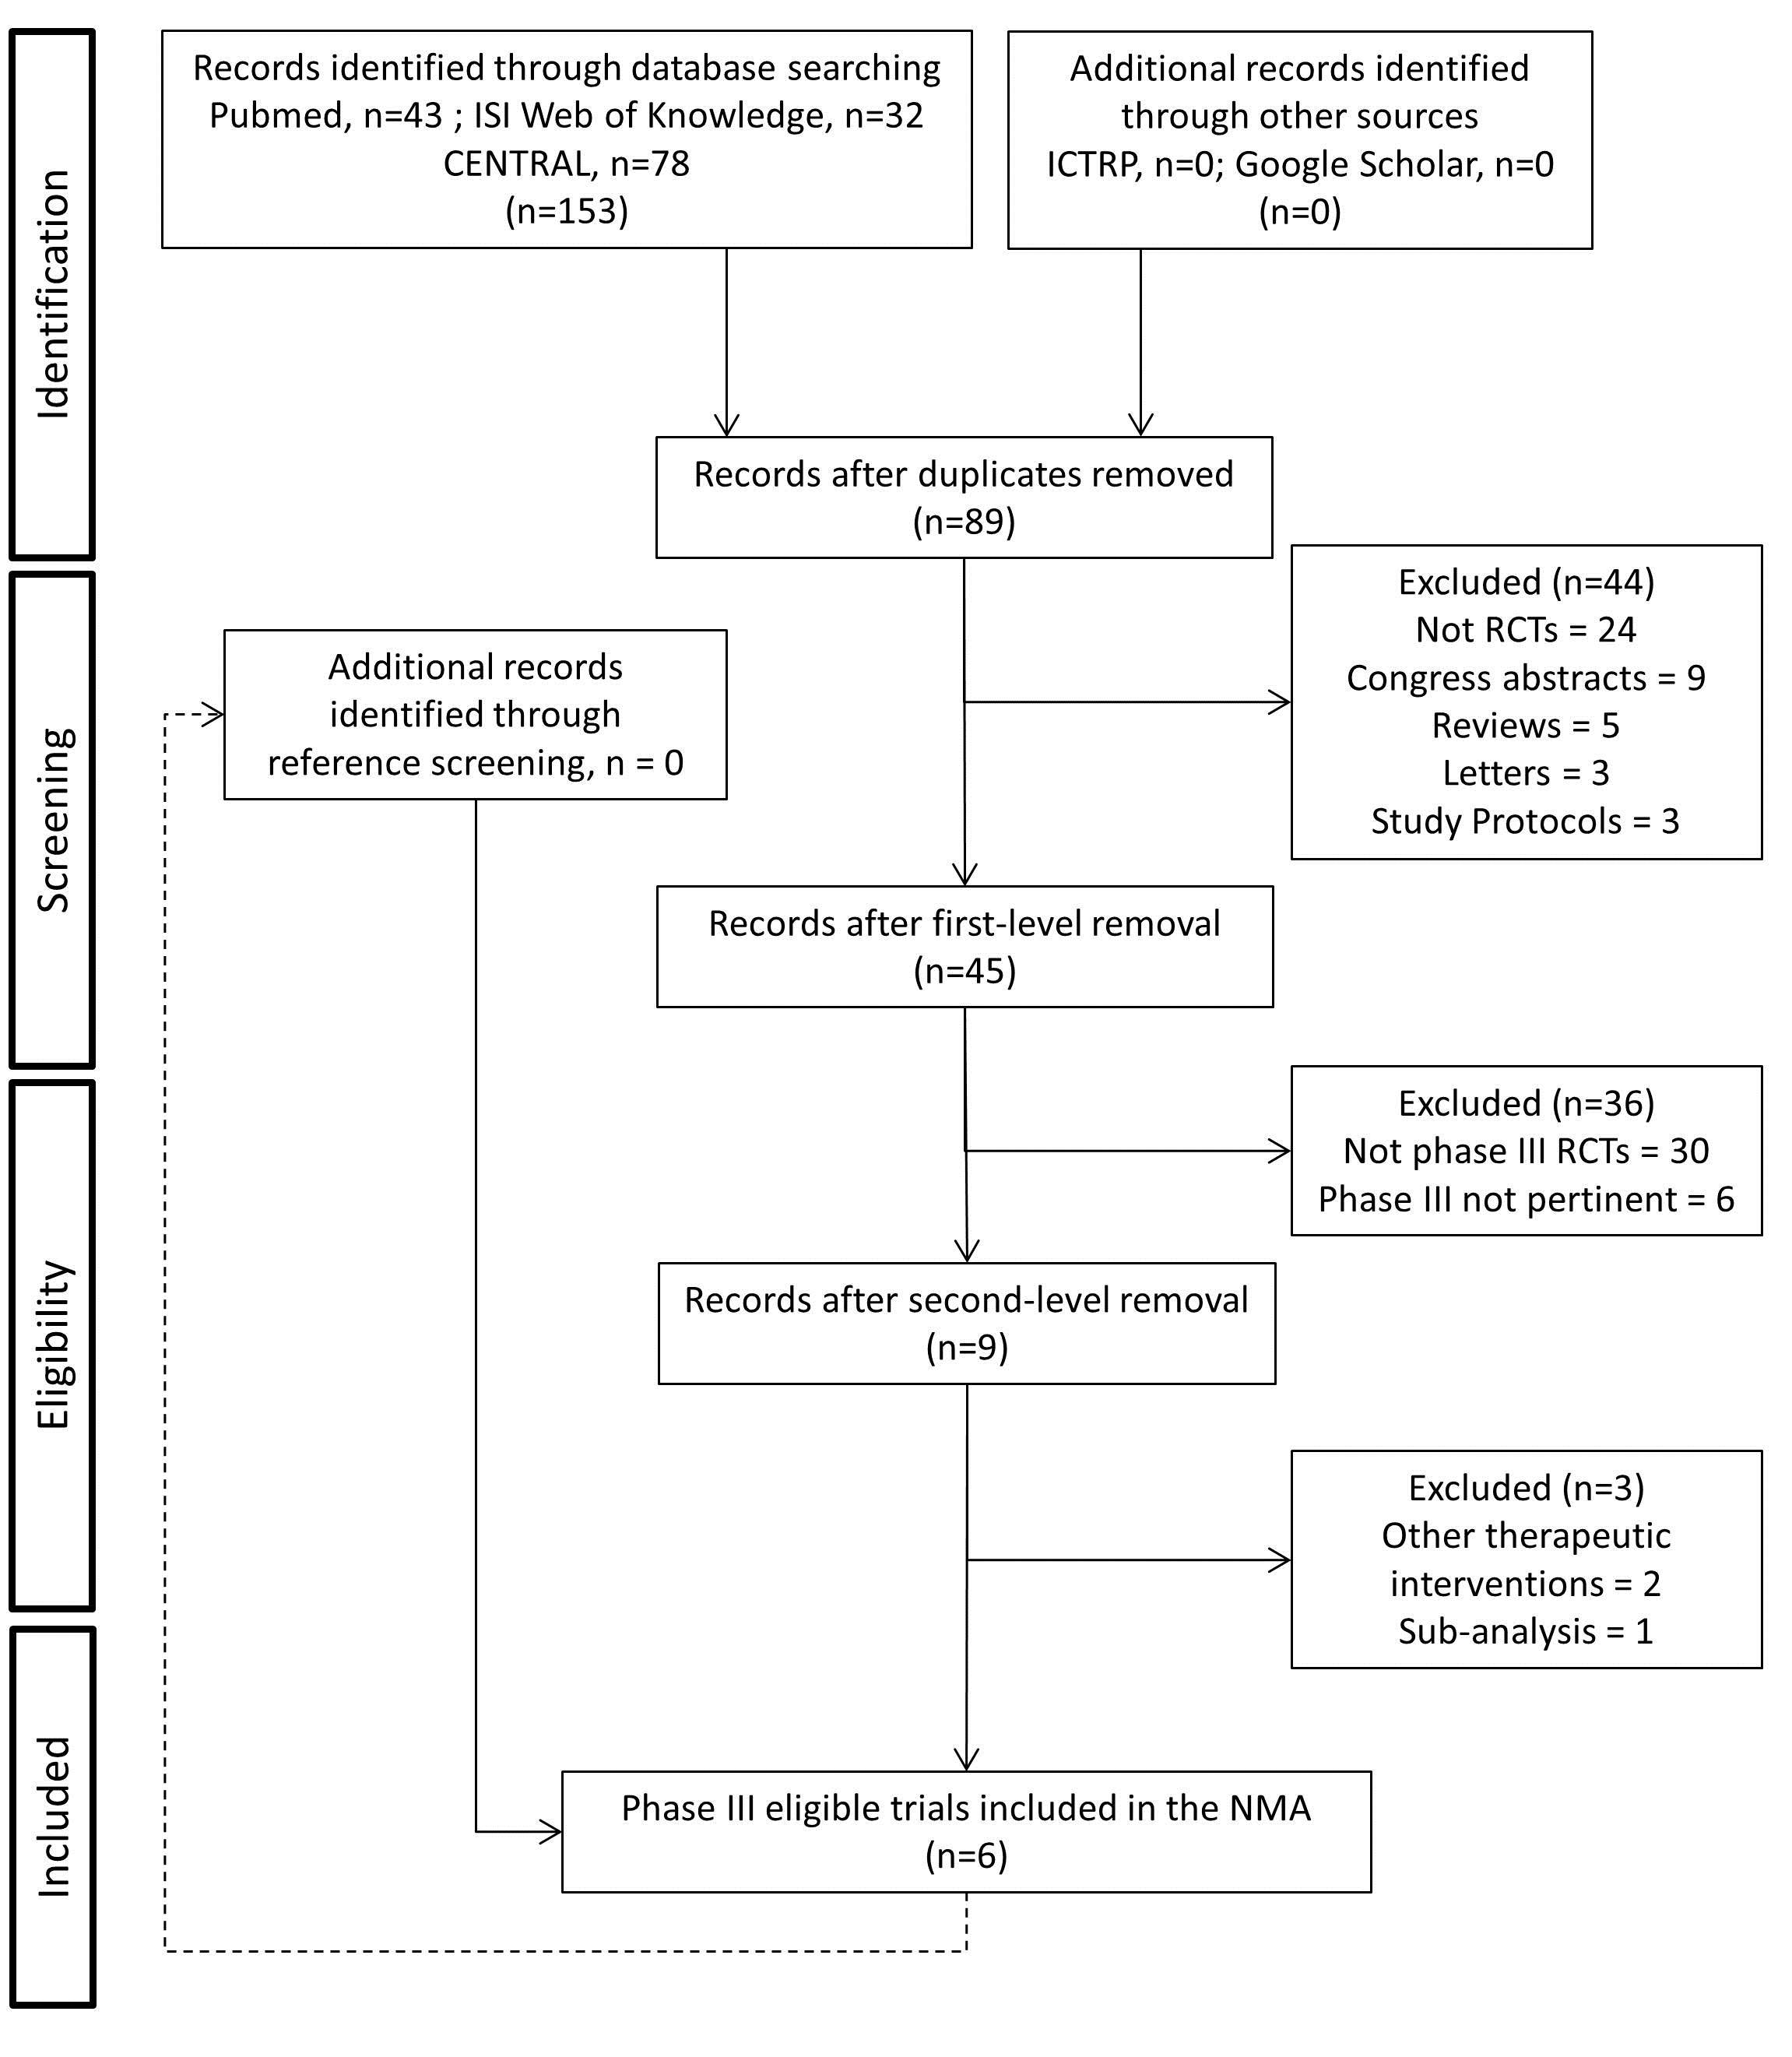 Identification
Records identified through database searching
Pubmed, n=43 ; ISI Web of Knowledge, n=32
CENTRAL, n=78
(n=153)
Additional records identified
through other sources
ICTRP, n=0; Google Scholar, n=0
(n=0)
Records after duplicates removed
(n=89)
Screening
Excluded (n=44)
Not RCTs = 24
Congress abstracts = 9
Reviews = 5
Letters = 3
Study Protocols = 3
Additional records
identified through
reference screening, n = 0
Records after first-level removal
(n=45)
Eligibility
Excluded (n=36)
Not phase III RCTs = 30
Phase III not pertinent = 6
Records after second-level removal
(n=9)
Excluded (n=3)
Other therapeutic
interventions = 2
Sub-analysis = 1
Included
Phase III eligible trials included in the NMA
(n=6)